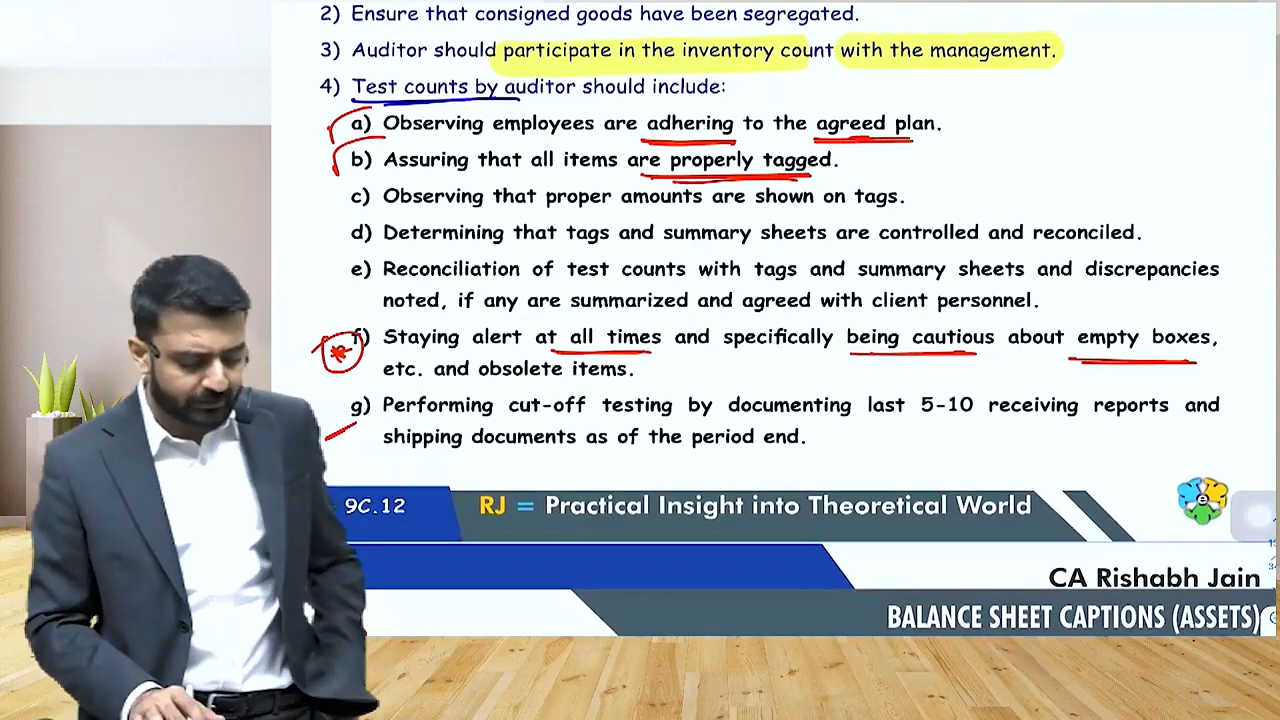 2) Ensure that consigned goods have been segregated.
3) Auditor should participate in the inventory count with the management.
4) Test counts by auditor should include:
a) Observing employees are adhering to the agreed plan.
b) Assuring that all items are properly tagged.
c) Observing that proper amounts are shown on tags.
d) Determining that tags and summary sheets are controlled and reconciled.
e) Reconciliation of test counts with tags and summary sheets and discrepancies
noted, if any are summarized and agreed with client personnel.
f) Staying alert at all times and specifically being cautious about empty boxes,
etc. and obsolete items.
g) Performing cut-off testing by documenting last 5-10 receiving reports and
shipping documents as of the period end.
9C.12 RJ = Practical Insight into Theoretical World
e
CA Rishabh Jain
BALANCE SHEET CAPTIONS (ASSETS)